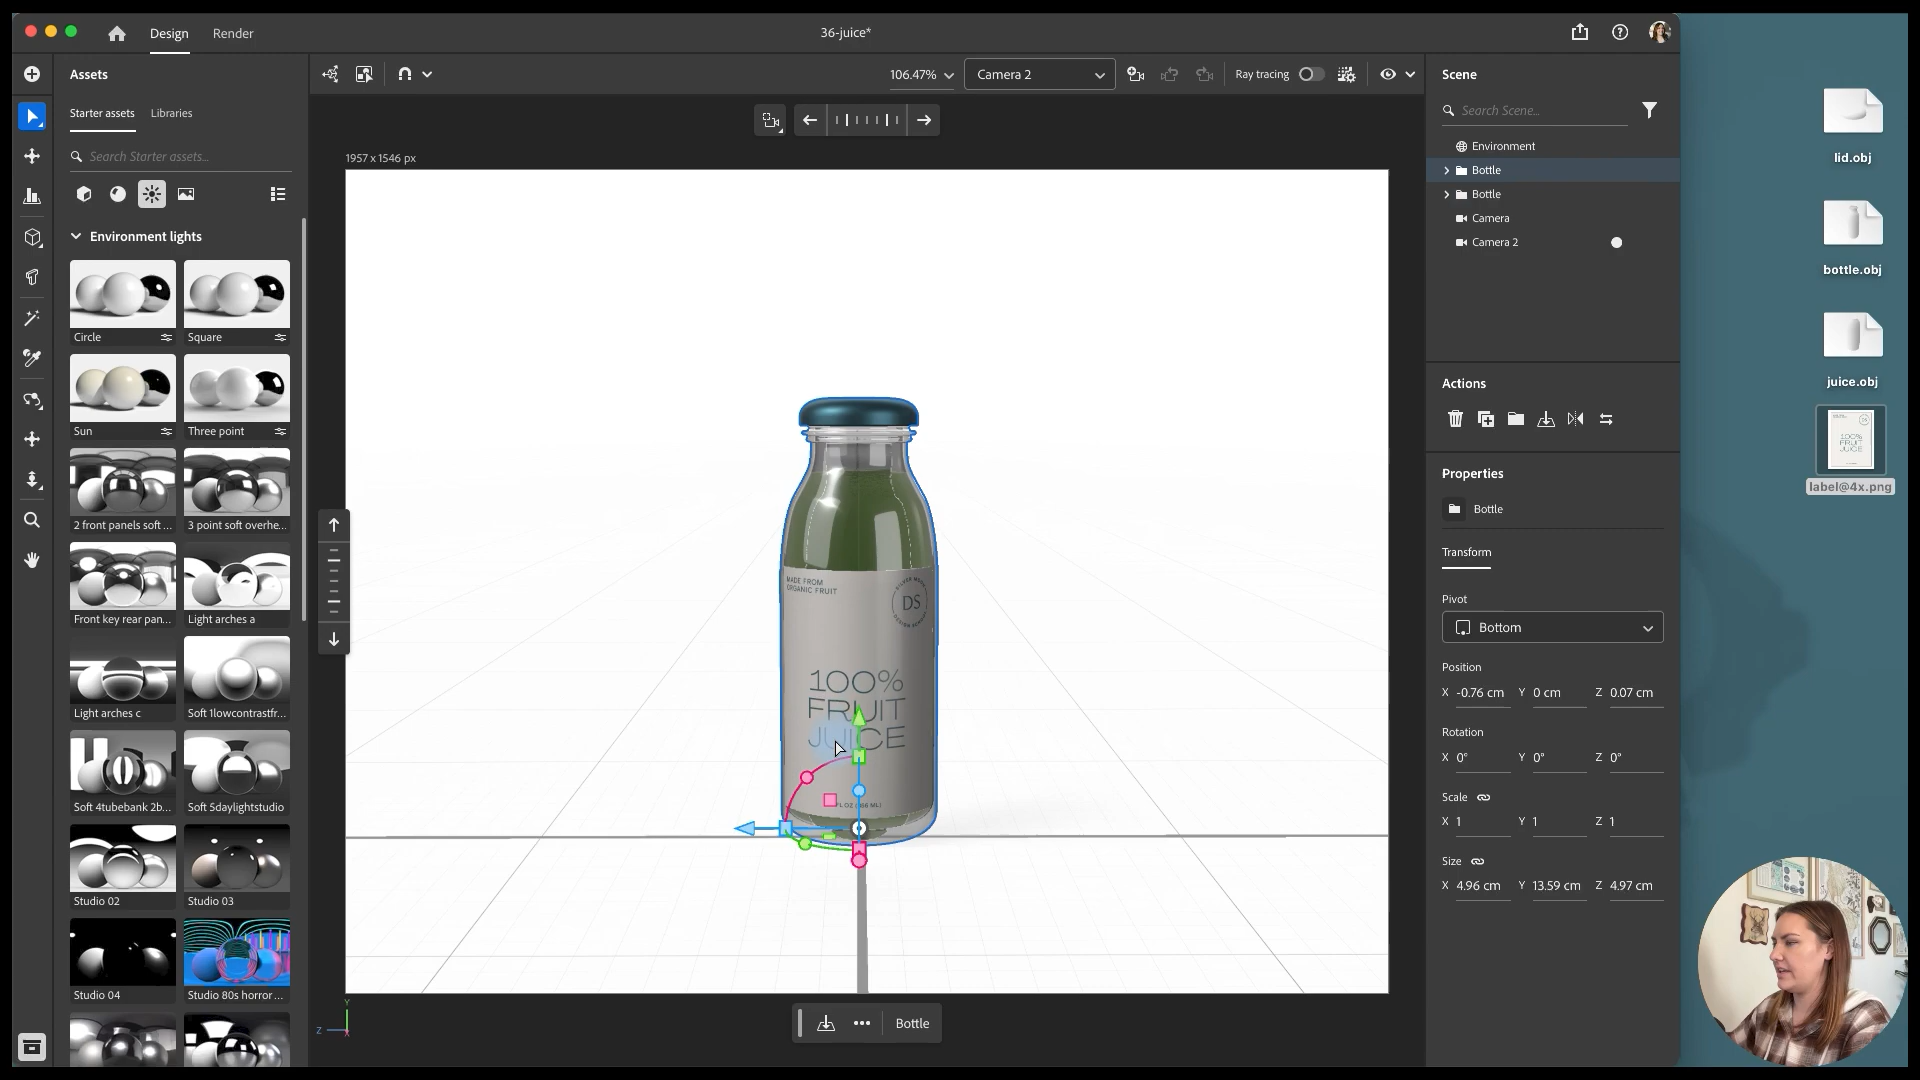 Design
Render
36-juice*
Assets
106.47%
Camera 2
Ray tracing
Scene
Starter assets
Libraries
Search Starter assets...
Search Scene...
1957 x 1546 px
Environment
Bottle
Bottle
Camera
Camera 2
Environment lights
Circle
Square
Sun
Three point
2 front panels soft ...
3 point soft overhe...
Front key rear pan...
Light arches a
Light arches c
Soft 1lowcontrastfr...
Soft 4tubebank 2b...
Soft 5daylightstudio
Studio 02
Studio 03
Studio 04
Studio 80s horror ...
MADE FROM
ORGANIC FRUIT
DS
100%
FRUIT
JUICE
Y
Z
Bottle
Actions
Properties
Bottle
Transform
Pivot
Bottom
Position
X -0.76 cm Y 0 cm Z 0.07 cm
Rotation
X 0° Y 0° Z 0°
Scale
X 1 Y 1 Z 1
Size
X 4.96 cm Y 13.59 cm Z 4.97 cm
lid.obj
bottle.obj
juice.obj
100%
FRUIT
JUICE
label@4x.png